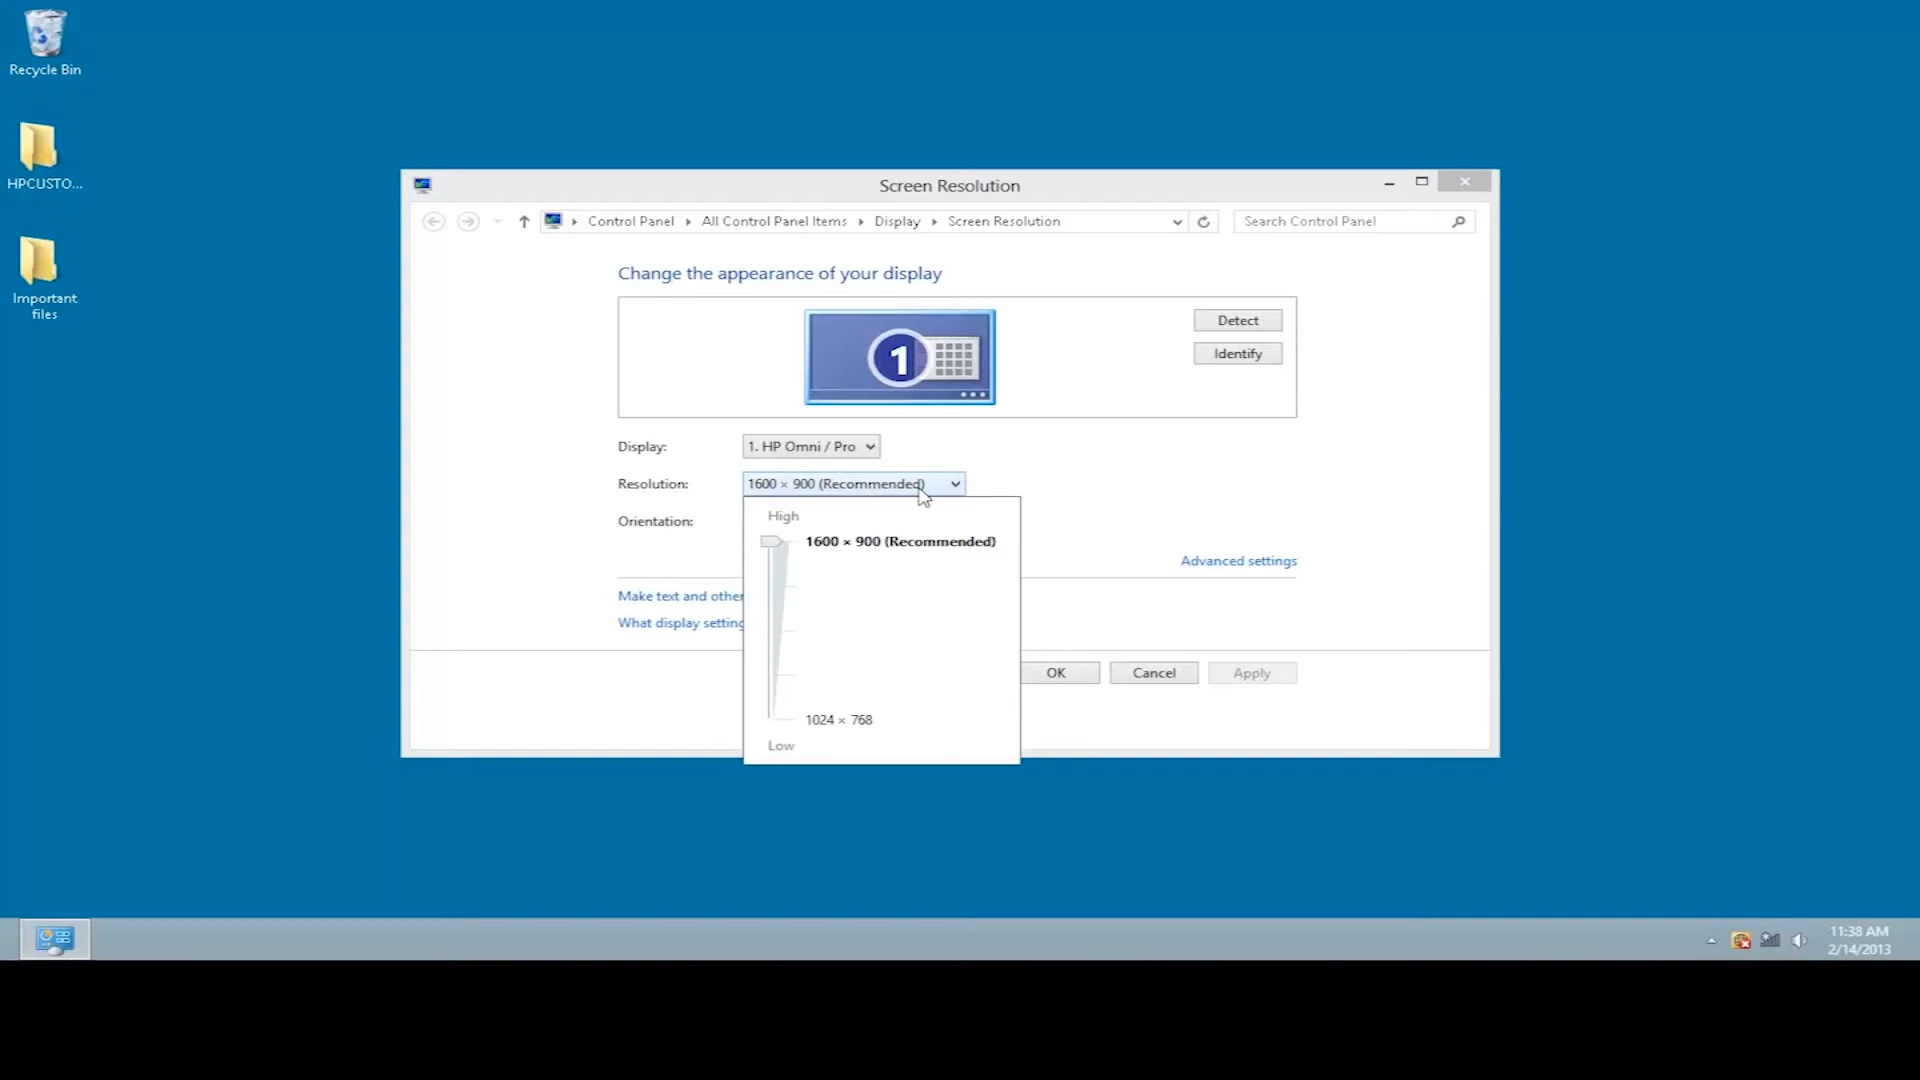 Recycle Bin
HPCUSTO...
Important
files
Screen Resolution
Control Panel All Control Panel Items Display Screen Resolution
Search Control Panel
Change the appearance of your display
1
Detect
Identify
Display:
1. HP Omni / Pro
Resolution:
1600 × 900 (Recommended)
Orientation:
High
1600 × 900 (Recommended)
1024 × 768
Low
Advanced settings
Make text and other
What display setting
OK
Cancel
Apply
11:38 AM
2/14/2013